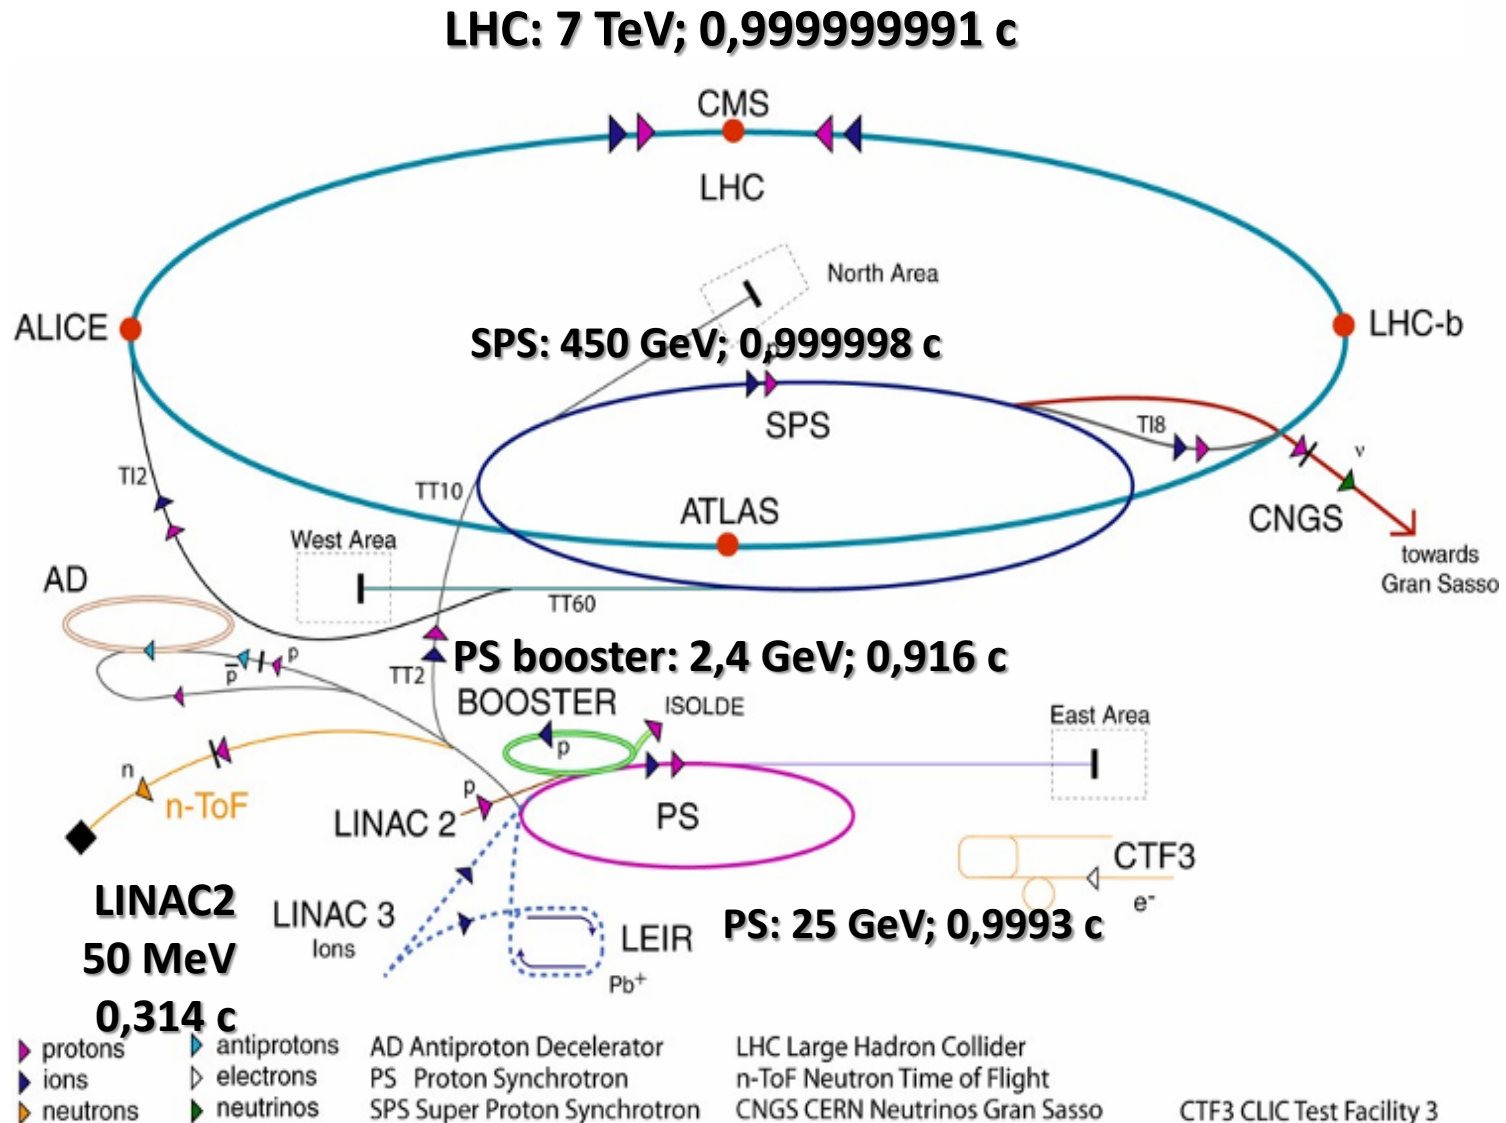 LHC: 7 TeV; 0,999999991 c
CMS
LHC
North Area
ALICE
LHC-b
SPS: 450 GeV; 0,999998 c
SPS
TI8
ν
TI2
TT10
ATLAS
CNGS
West Area
towards
Gran Sasso
AD
TT60
p
p̅
TT2
PS booster: 2,4 GeV; 0,916 c
BOOSTER
ISOLDE
East Area
p
n
n-ToF
p
LINAC 2
PS
CTF3
e-
LINAC2
50 MeV
0,314 c
LINAC 3
Ions
LEIR
Pb+
PS: 25 GeV; 0,9993 c
protons
ions
neutrons
antiprotons
electrons
neutrinos
AD Antiproton Decelerator
PS Proton Synchrotron
SPS Super Proton Synchrotron
LHC Large Hadron Collider
n-ToF Neutron Time of Flight
CNGS CERN Neutrinos Gran Sasso
CTF3 CLIC Test Facility 3